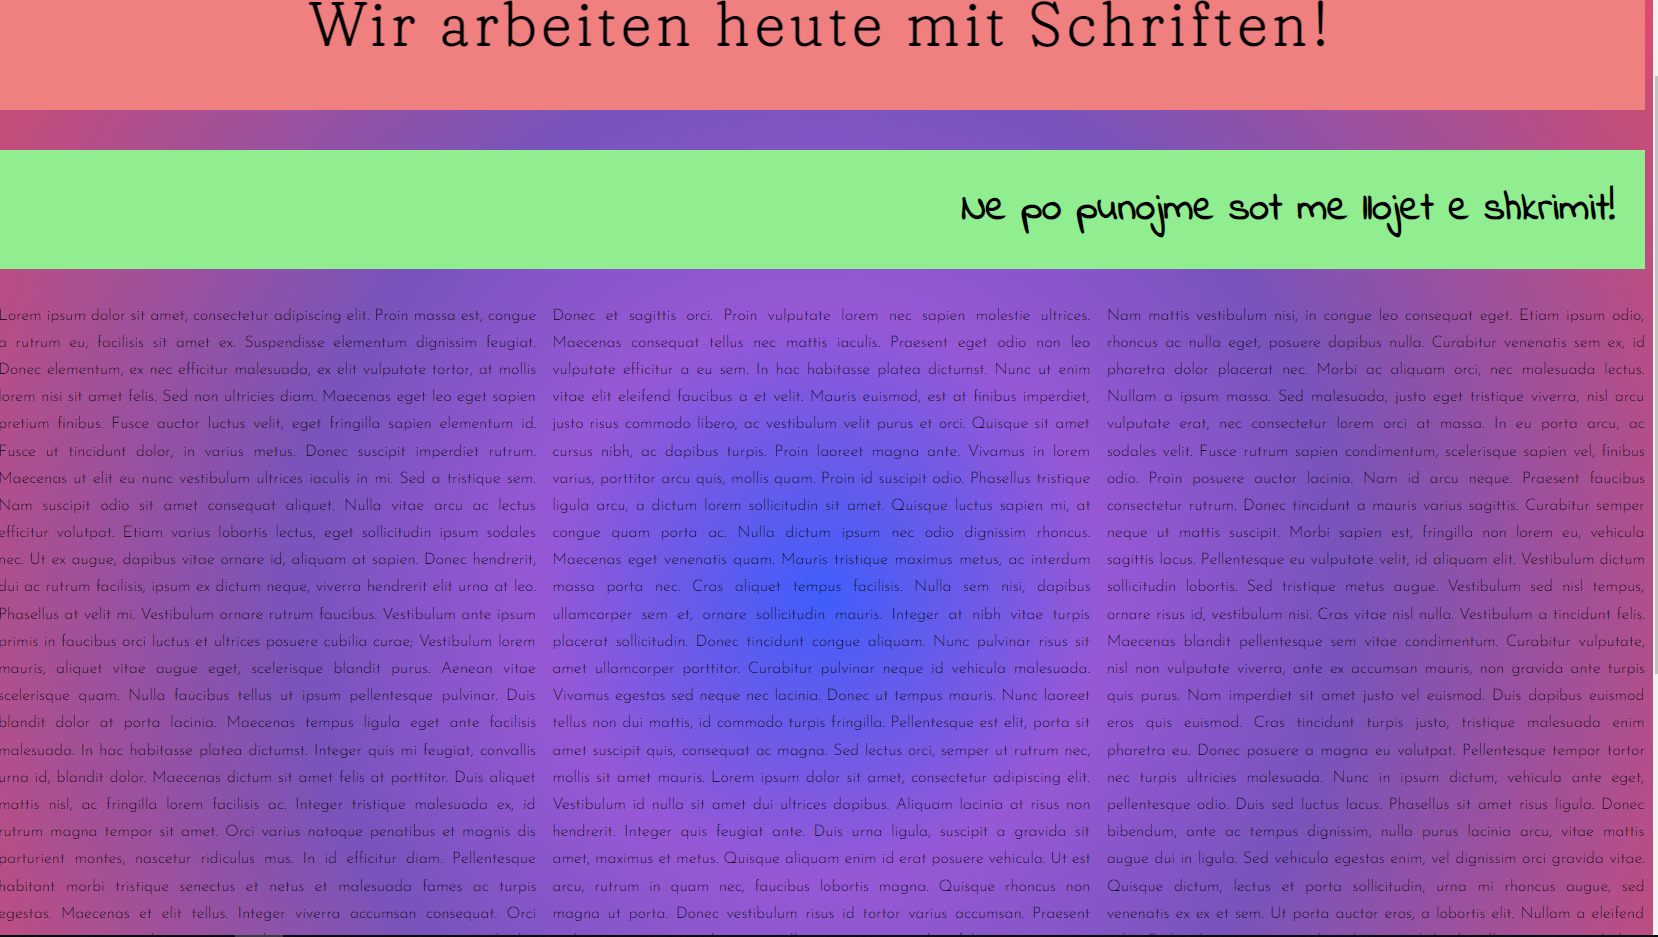 Wir arbeiten heute mit Schriften!
Ne po punojme sot me llojet e shkrimit!
Lorem ipsum dolor sit amet, consectetur adipiscing elit. Proin massa est, congue
a rutrum eu, facilisis sit amet ex. Suspendisse elementum dignissim feugiat.
Donec elementum, ex nec efficitur malesuada, ex elit vulputate tortor, at mollis
lorem nisi sit amet felis. Sed non ultricies diam. Maecenas eget leo eget sapien
pretium finibus. Fusce auctor luctus velit, eget fringilla sapien elementum id.
Fusce ut tincidunt dolor, in varius metus. Donec suscipit imperdiet rutrum.
Maecenas ut elit eu nunc vestibulum ultrices iaculis in mi. Sed a tristique sem.
Nam suscipit odio sit amet consequat aliquet. Nulla vitae arcu ac lectus
efficitur volutpat. Etiam varius lobortis lectus, eget sollicitudin ipsum sodales
nec. Ut ex augue, dapibus vitae ornare id, aliquam at sapien. Donec hendrerit,
dui ac rutrum facilisis, ipsum ex dictum neque, viverra hendrerit elit urna at leo.
Phasellus at velit mi. Vestibulum ornare rutrum faucibus. Vestibulum ante ipsum
primis in faucibus orci luctus et ultrices posuere cubilia curae; Vestibulum lorem
mauris, aliquet vitae augue eget, scelerisque blandit purus. Aenean vitae
scelerisque quam. Nulla faucibus tellus ut ipsum pellentesque pulvinar. Duis
blandit dolor at porta lacinia. Maecenas tempus ligula eget ante facilisis
malesuada. In hac habitasse platea dictumst. Integer quis mi feugiat, convallis
urna id, blandit dolor. Maecenas dictum sit amet felis at porttitor. Duis aliquet
mattis nisl, ac fringilla lorem facilisis ac. Integer tristique malesuada ex, id
rutrum magna tempor sit amet. Orci varius natoque penatibus et magnis dis
parturient montes, nascetur ridiculus mus. In id efficitur diam. Pellentesque
habitant morbi tristique senectus et netus et malesuada fames ac turpis
egestas. Maecenas et elit tellus. Integer viverra accumsan consequat. Orci
Donec et sagittis orci. Proin vulputate lorem nec sapien molestie ultrices.
Maecenas consequat tellus nec mattis iaculis. Praesent eget odio non leo
vulputate efficitur a eu sem. In hac habitasse platea dictumst. Nunc ut enim
vitae elit eleifend faucibus a et velit. Mauris euismod, est at finibus imperdiet,
justo risus commodo libero, ac vestibulum velit purus et orci. Quisque sit amet
cursus nibh, ac dapibus turpis. Proin laoreet magna ante. Vivamus in lorem
varius, porttitor arcu quis, mollis quam. Proin id suscipit odio. Phasellus tristique
ligula arcu, a dictum lorem sollicitudin sit amet. Quisque luctus sapien mi, at
congue quam porta ac. Nulla dictum ipsum nec odio dignissim rhoncus.
Maecenas eget venenatis quam. Mauris tristique maximus metus, ac interdum
massa porta nec. Cras aliquet tempus facilisis. Nulla sem nisi, dapibus
ullamcorper sem et, ornare sollicitudin mauris. Integer at nibh vitae turpis
placerat sollicitudin. Donec tincidunt congue aliquam. Nunc pulvinar risus sit
amet ullamcorper porttitor. Curabitur pulvinar neque id vehicula malesuada.
Vivamus egestas sed neque nec lacinia. Donec ut tempus mauris. Nunc laoreet
tellus non dui mattis, id commodo turpis fringilla. Pellentesque est elit, porta sit
amet suscipit quis, consequat ac magna. Sed lectus orci, semper ut rutrum nec,
mollis sit amet mauris. Lorem ipsum dolor sit amet, consectetur adipiscing elit.
Vestibulum id nulla sit amet dui ultrices dapibus. Aliquam lacinia at risus non
hendrerit. Integer quis feugiat ante. Duis urna ligula, suscipit a gravida sit
amet, maximus et metus. Quisque aliquam enim id erat posuere vehicula. Ut est
arcu, rutrum in quam nec, faucibus lobortis magna. Quisque rhoncus non
magna ut porta. Donec vestibulum risus id tortor varius accumsan. Praesent
Nam mattis vestibulum nisi, in congue leo consequat eget. Etiam ipsum odio,
rhoncus ac nulla eget, posuere dapibus nulla. Curabitur venenatis sem ex, id
pharetra dolor placerat nec. Morbi ac aliquam orci, nec malesuada lectus.
Nullam a ipsum massa. Sed malesuada, justo eget tristique viverra, nisl arcu
vulputate erat, nec consectetur lorem orci at massa. In eu porta arcu, ac
sodales velit. Fusce rutrum sapien condimentum, scelerisque sapien vel, finibus
odio. Proin posuere auctor lacinia. Nam id arcu neque. Praesent faucibus
consectetur rutrum. Donec tincidunt a mauris varius sagittis. Curabitur semper
neque ut mattis suscipit. Morbi sapien est, fringilla non lorem eu, vehicula
sagittis lacus. Pellentesque eu vulputate velit, id aliquam elit. Vestibulum dictum
sollicitudin lobortis. Sed tristique metus augue. Vestibulum sed nisl tempus,
ornare risus id, vestibulum nisi. Cras vitae nisl nulla. Vestibulum a tincidunt felis.
Maecenas blandit pellentesque sem vitae condimentum. Curabitur vulputate,
nisl non vulputate viverra, ante ex accumsan mauris, non gravida ante turpis
quis purus. Nam imperdiet sit amet justo vel euismod. Duis dapibus euismod
eros quis euismod. Cras tincidunt turpis justo, tristique malesuada enim
pharetra eu. Donec posuere a magna eu volutpat. Pellentesque tempor tortor
nec turpis ultricies malesuada. Nunc in ipsum dictum, vehicula ante eget,
pellentesque odio. Duis sed luctus lacus. Phasellus sit amet risus ligula. Donec
bibendum, ante ac tempus dignissim, nulla purus lacinia arcu, vitae mattis
augue dui in ligula. Sed vehicula egestas enim, vel dignissim orci gravida vitae.
Quisque dictum, lectus et porta sollicitudin, urna mi rhoncus augue, sed
venenatis ex ex et sem. Ut porta auctor eros, a lobortis elit. Nullam a eleifend